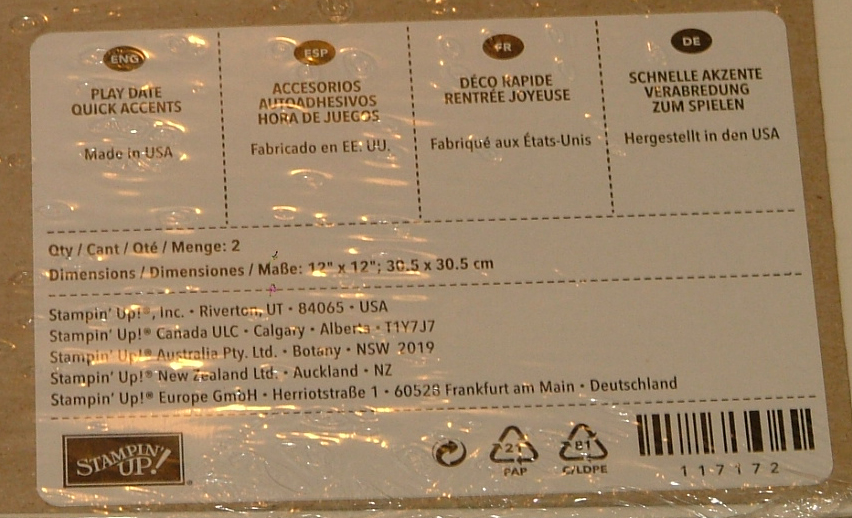 ENG
PLAY DATE
QUICK ACCENTS
Made in USA
ESP
ACCESORIOS
AUTOADHESIVOS
HORA DE JUEGOS
Fabricado en EE. UU.
FR
DÉCO RAPIDE
RENTRÉE JOYEUSE
Fabriqué aux États-Unis
DE
SCHNELLE AKZENTE
VERABREDUNG
ZUM SPIELEN
Hergestellt in den USA
Qty / Cant / Qté / Menge: 2
Dimensions / Dimensiones / Maße: 12" x 12"; 30.5 x 30.5 cm
Stampin' Up!®, Inc. · Riverton, UT · 84065 · USA
Stampin' Up!® Canada ULC · Calgary · Alberta · T1Y7J7
Stampin' Up!® Australia Pty. Ltd. · Botany · NSW 2019
Stampin' Up!® New Zealand Ltd. · Auckland · NZ
Stampin' Up!® Europe GmbH · Herriotstraße 1 · 60528 Frankfurt am Main · Deutschland
STAMPIN'
UP!®
21
PAP
81
C/LDPE
117172